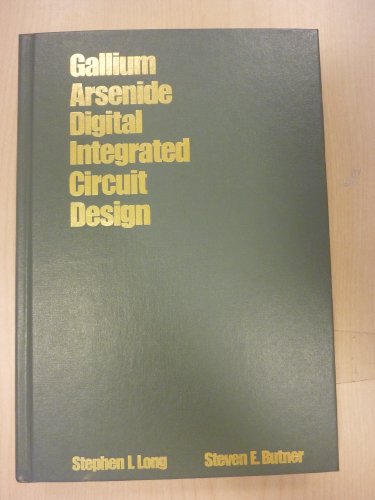 Gallium
Arsenide
Digital
Integrated
Circuit
Design
Stephen I. Long Steven E. Butner